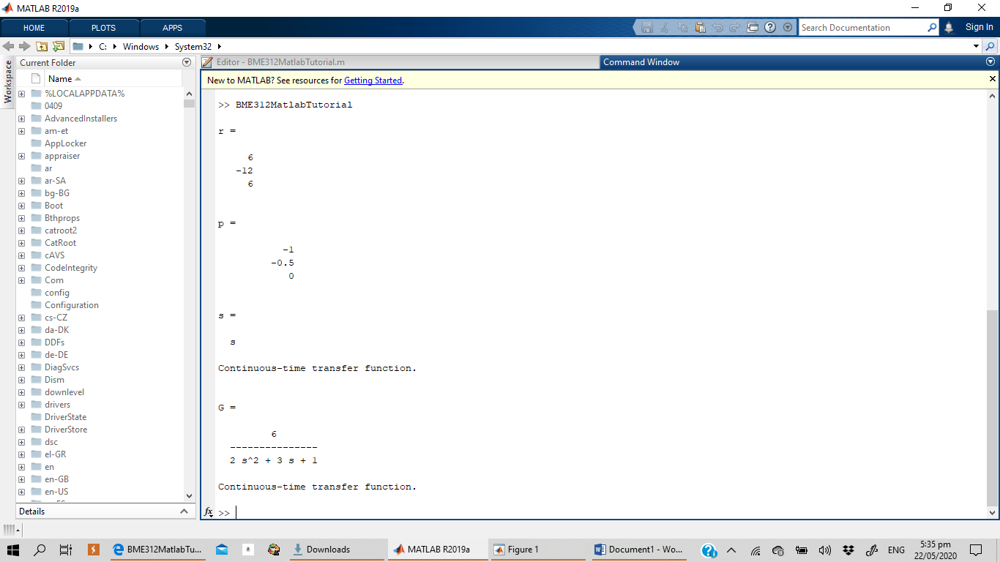 MATLAB R2019a
HOME PLOTS APPS Search Documentation Sign In
C: Windows System32
Workspace
Current Folder
Editor - BME312MatlabTutorial.m
Command Window
Name
New to MATLAB? See resources for Getting Started.
%LOCALAPPDATA%
0409
AdvancedInstallers
am-et
AppLocker
appraiser
ar
ar-SA
bg-BG
Boot
Bthprops
catroot2
CatRoot
cAVS
CodeIntegrity
Com
config
Configuration
cs-CZ
da-DK
DDFs
de-DE
DiagSvcs
Dism
downlevel
drivers
DriverState
DriverStore
dsc
el-GR
en
en-GB
en-US
Details
>> BME312MatlabTutorial
r =
6
-12
6
p =
-1
-0.5
0
s =
s
Continuous-time transfer function.
G =
6
---------------
2 s^2 + 3 s + 1
Continuous-time transfer function.
fx >>
BME312MatlabTu... a Downloads MATLAB R2019a Figure 1 Document1 - Wo... ENG 5:35 pm
22/05/2020